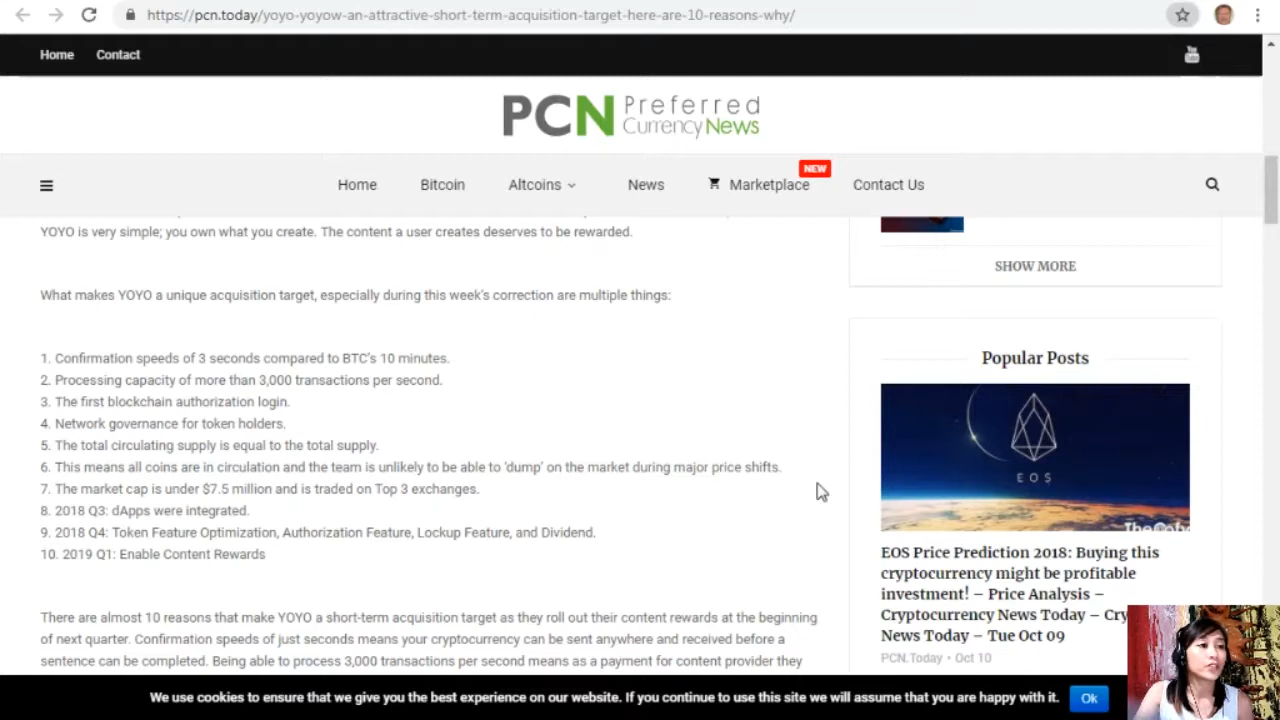 https://pcn.today/yoyo-yoyow-an-attractive-short-term-acquisition-target-here-are-10-reasons-why/
Home Contact
You
PCN Preferred
CurrencyNews
NEW
Home Bitcoin Altcoins News Marketplace Contact Us
YOYO is very simple; you own what you create. The content a user creates deserves to be rewarded.
What makes YOYO a unique acquisition target, especially during this week's correction are multiple things:
1. Confirmation speeds of 3 seconds compared to BTC's 10 minutes.
2. Processing capacity of more than 3,000 transactions per second.
3. The first blockchain authorization login.
4. Network governance for token holders.
5. The total circulating supply is equal to the total supply.
6. This means all coins are in circulation and the team is unlikely to be able to 'dump' on the market during major price shifts.
7. The market cap is under $7.5 million and is traded on Top 3 exchanges.
8. 2018 Q3: dApps were integrated.
9. 2018 Q4: Token Feature Optimization, Authorization Feature, Lockup Feature, and Dividend.
10. 2019 Q1: Enable Content Rewards
There are almost 10 reasons that make YOYO a short-term acquisition target as they roll out their content rewards at the beginning
of next quarter. Confirmation speeds of just seconds means your cryptocurrency can be sent anywhere and received before a
sentence can be completed. Being able to process 3,000 transactions per second means as a payment for content provider they
SHOW MORE
Popular Posts
EOS
EOS Price Prediction 2018: Buying this
cryptocurrency might be profitable
investment! – Price Analysis –
Cryptocurrency News Today – Cry
News Today – Tue Oct 09
PCN.Today • Oct 10
We use cookies to ensure that we give you the best experience on our website. If you continue to use this site we will assume that you are happy with it. Ok